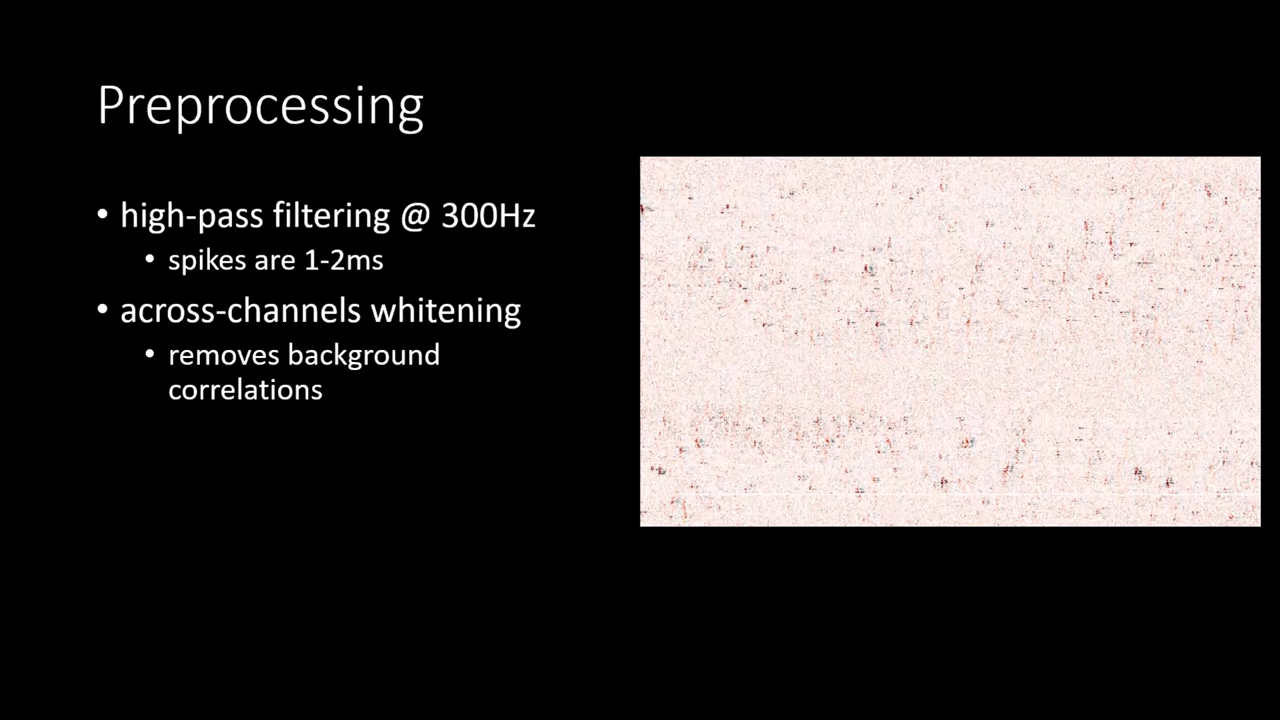 Preprocessing
• high-pass filtering @ 300Hz
• spikes are 1-2ms
• across-channels whitening
• removes background
correlations